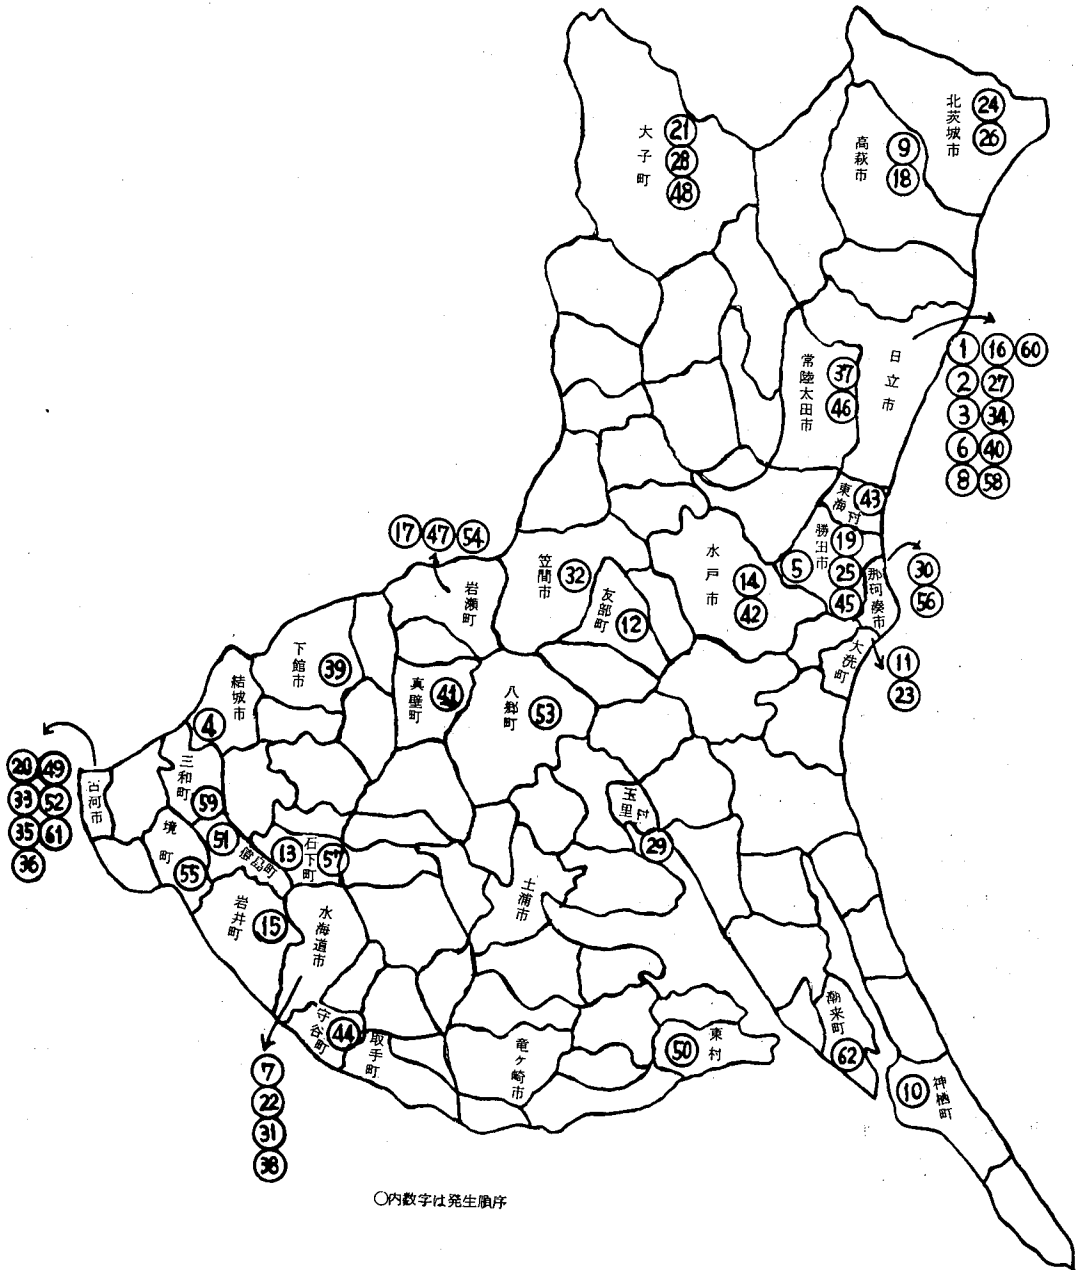 北茨城市
㉔
㉖
高萩市
⑨
⑱
大子町
㉑
㉘
㊽
日立市
① ⑯ 60
② ㉗
③ ㉞
⑥ ㊵
⑧ 58
常陸太田市
㊲
㊻
東海村
㊸
勝田市
⑤
⑲
㉕
㊺
那珂湊市
㉚
56
大洗町
⑪
㉓
水戸市
⑭
㊷
笠間市
㉜
友部町
⑫
岩瀬町
⑰ ㊼ 54
下館市
㊴
真壁町
㊶
八郷町
53
結城市
④
三和町
59
古河市
⑳ ㊾
㉝ 52
㉟ 61
㊱
境町
55
51
石下町
⑬ 57
岩井町
⑮
水海道市
⑦
㉒
㉛
㊳
玉里村
㉙
土浦市
守谷町
㊹
取手町
竜ケ崎市
東村
㊿
潮来町
62
神栖町
⑩
○内数字は発生順序